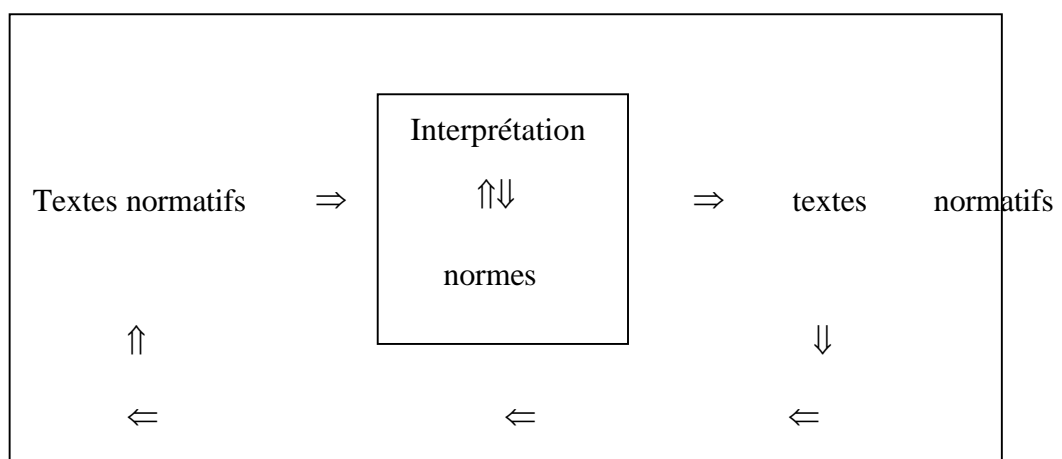 Interprétation
Textes normatifs ⇒ ⇑⇓ ⇒ textes normatifs
normes
⇑ ⇓
⇐ ⇐ ⇐